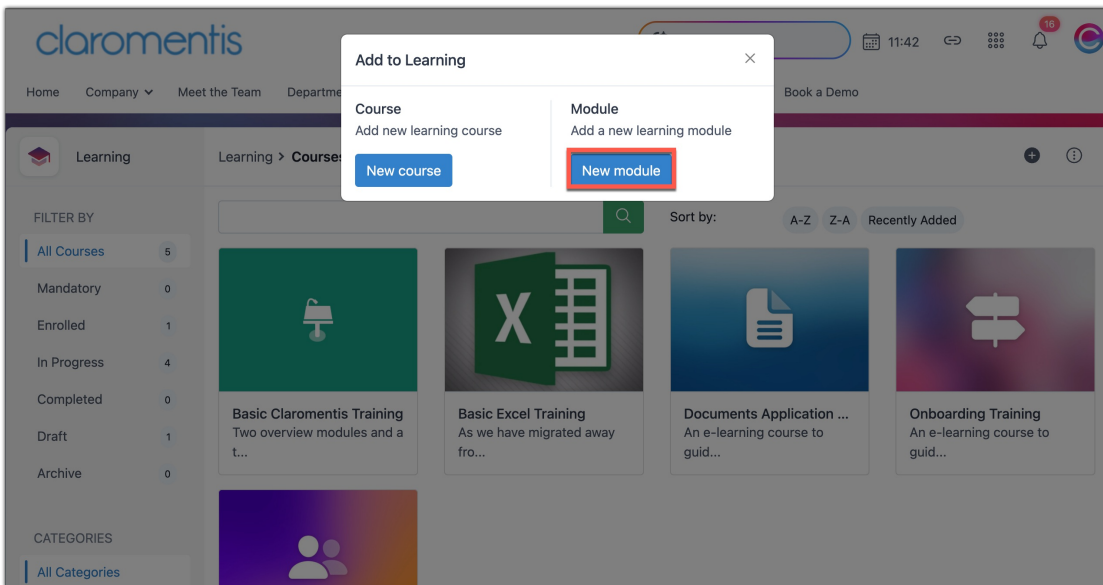 claromentis
11:42
16
Home
Company
Meet the Team
Departme
Book a Demo
Add to Learning
Course
Add new learning course
New course
Module
Add a new learning module
New module
Learning
Learning > Courses
FILTER BY
All Courses 5
Mandatory 0
Enrolled 1
In Progress 4
Completed 0
Draft 1
Archive 0
CATEGORIES
All Categories
Sort by:
A-Z
Z-A
Recently Added
X
Basic Claromentis Training
Two overview modules and a
t...
Basic Excel Training
As we have migrated away
fro...
Documents Application ...
An e-learning course to
guid...
Onboarding Training
An e-learning course to
guid...